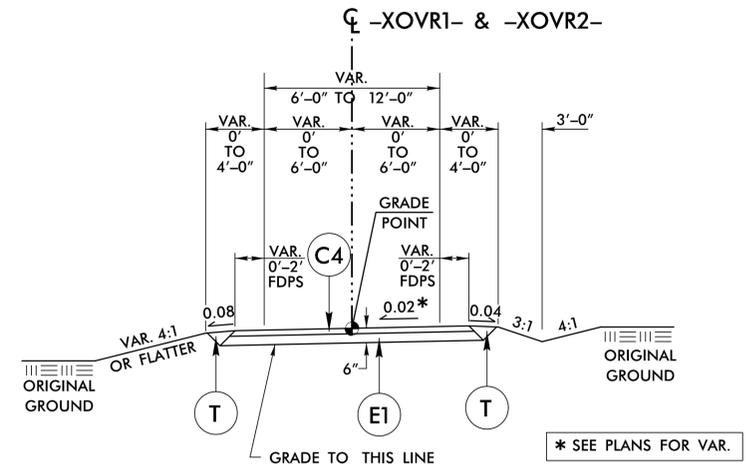 ℄ –XOVR1– & –XOVR2–
VAR.
6'–0" TO 12'–0"
VAR.
0'
TO
4'–0"
VAR.
0'
TO
6'–0"
VAR.
0'
TO
6'–0"
VAR.
0'
TO
4'–0"
3'–0"
GRADE
POINT
VAR.
0'–2'
FDPS
C4
VAR.
0'–2'
FDPS
0.08
0.02*
0.04
3:1
4:1
VAR. 4:1
OR FLATTER
ORIGINAL
GROUND
ORIGINAL
GROUND
6"
T
E1
T
GRADE TO THIS LINE
* SEE PLANS FOR VAR.